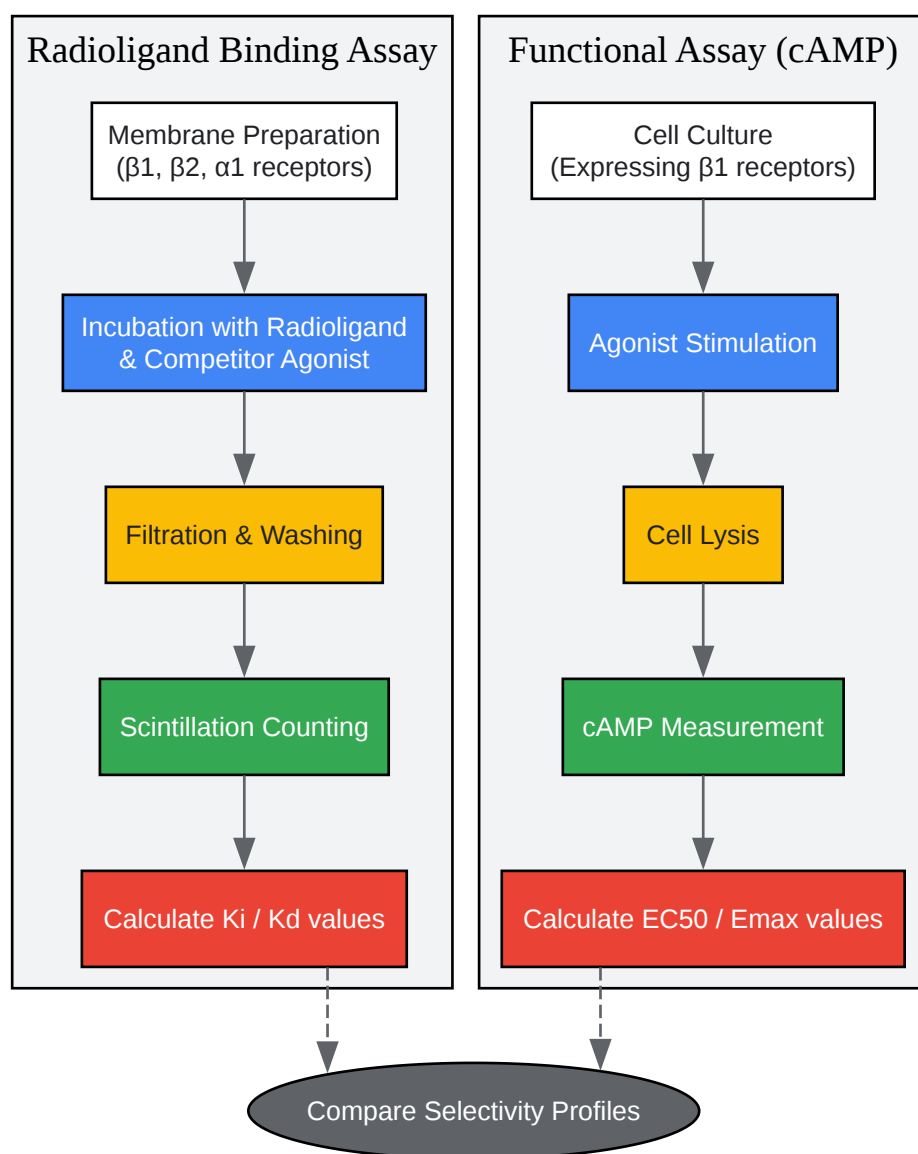 Radioligand Binding Assay
Membrane Preparation
(β1, β2, α1 receptors)
Incubation with Radioligand
& Competitor Agonist
Filtration & Washing
Scintillation Counting
Calculate Ki / Kd values
Functional Assay (cAMP)
Cell Culture
(Expressing β1 receptors)
Agonist Stimulation
Cell Lysis
cAMP Measurement
Calculate EC50 / Emax values
Compare Selectivity Profiles